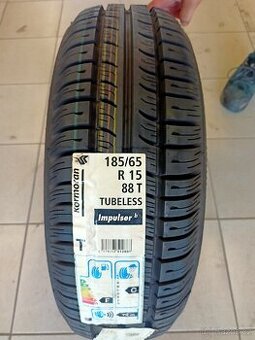 kormoran
185/65
R 15
88 T
TUBELESS
Impulser b
F